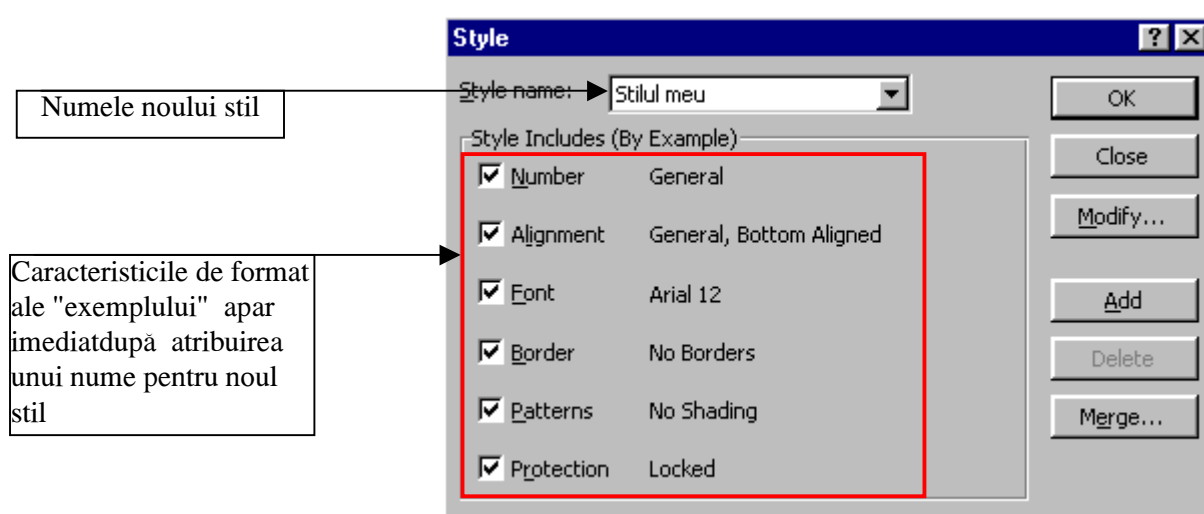 Style
Numele noului stil
Style name: Stilul meu
OK
Style Includes (By Example)
Close
Number General
Modify...
Alignment General, Bottom Aligned
Caracteristicile de format
ale "exemplului" apar
imediatdupă atribuirea
unui nume pentru noul
stil
Font Arial 12
Add
Border No Borders
Delete
Patterns No Shading
Merge...
Protection Locked